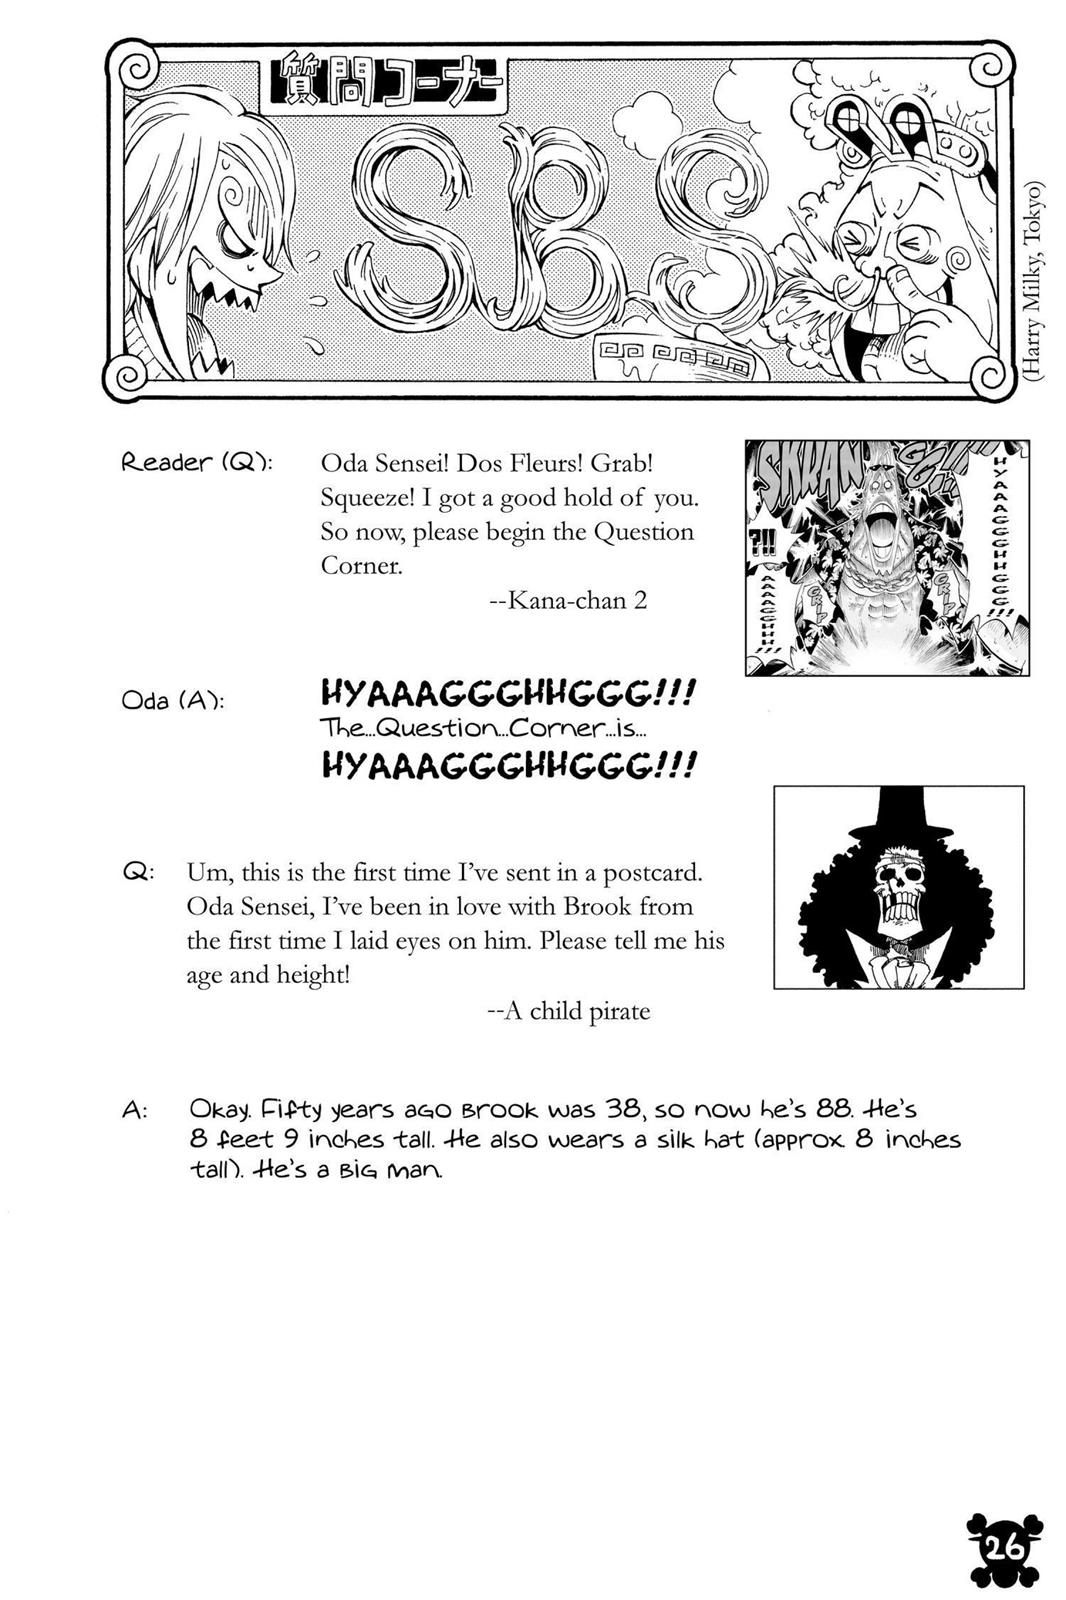 質問コーナー
S.B.S
(Harry Milky, Tokyo)
Reader (Q):
Oda Sensei! Dos Fleurs! Grab!
Squeeze! I got a good hold of you.
So now, please begin the Question
Corner.
--Kana-chan 2
SKRAN
GG!!!
HYAAAGGGHHGGG!!!
?!!
AAAAGGHHH!!!
GRIP
GRIP
Oda (A):
HYAAAGGGHHGGG!!!
The...Question...Corner...is...
HYAAAGGGHHGGG!!!
Q:
Um, this is the first time I've sent in a postcard.
Oda Sensei, I've been in love with Brook from
the first time I laid eyes on him. Please tell me his
age and height!
--A child pirate
A:
Okay. Fifty years ago Brook was 38, so now he's 88. He's
8 feet 9 inches tall. He also wears a silk hat (approx. 8 inches
tall). He's a big man.
26